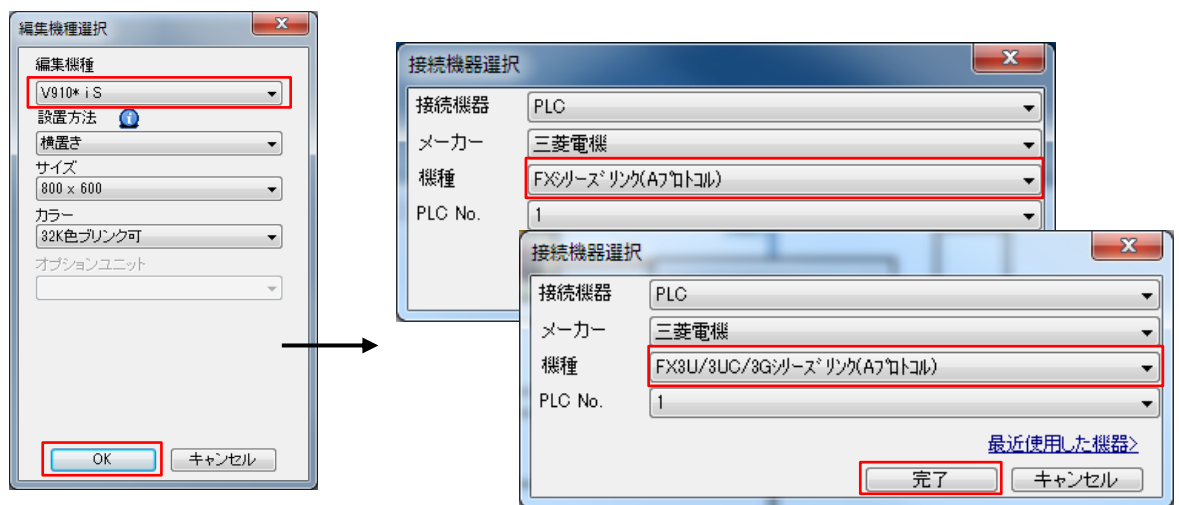 編集機種選択
編集機種
V910* iS
設置方法
横置き
サイズ
800 x 600
カラー
32K色ブリンク可
オプションユニット
OK キャンセル
接続機器選択
接続機器 PLC
メーカー 三菱電機
機種 FXｼﾘｰｽﾞﾘﾝｸ(Aﾌﾟﾛﾄｺﾙ)
PLC No. 1
接続機器選択
接続機器 PLC
メーカー 三菱電機
機種 FX3U/3UC/3Gｼﾘｰｽﾞﾘﾝｸ(Aﾌﾟﾛﾄｺﾙ)
PLC No. 1
最近使用した機器>
完了 キャンセル